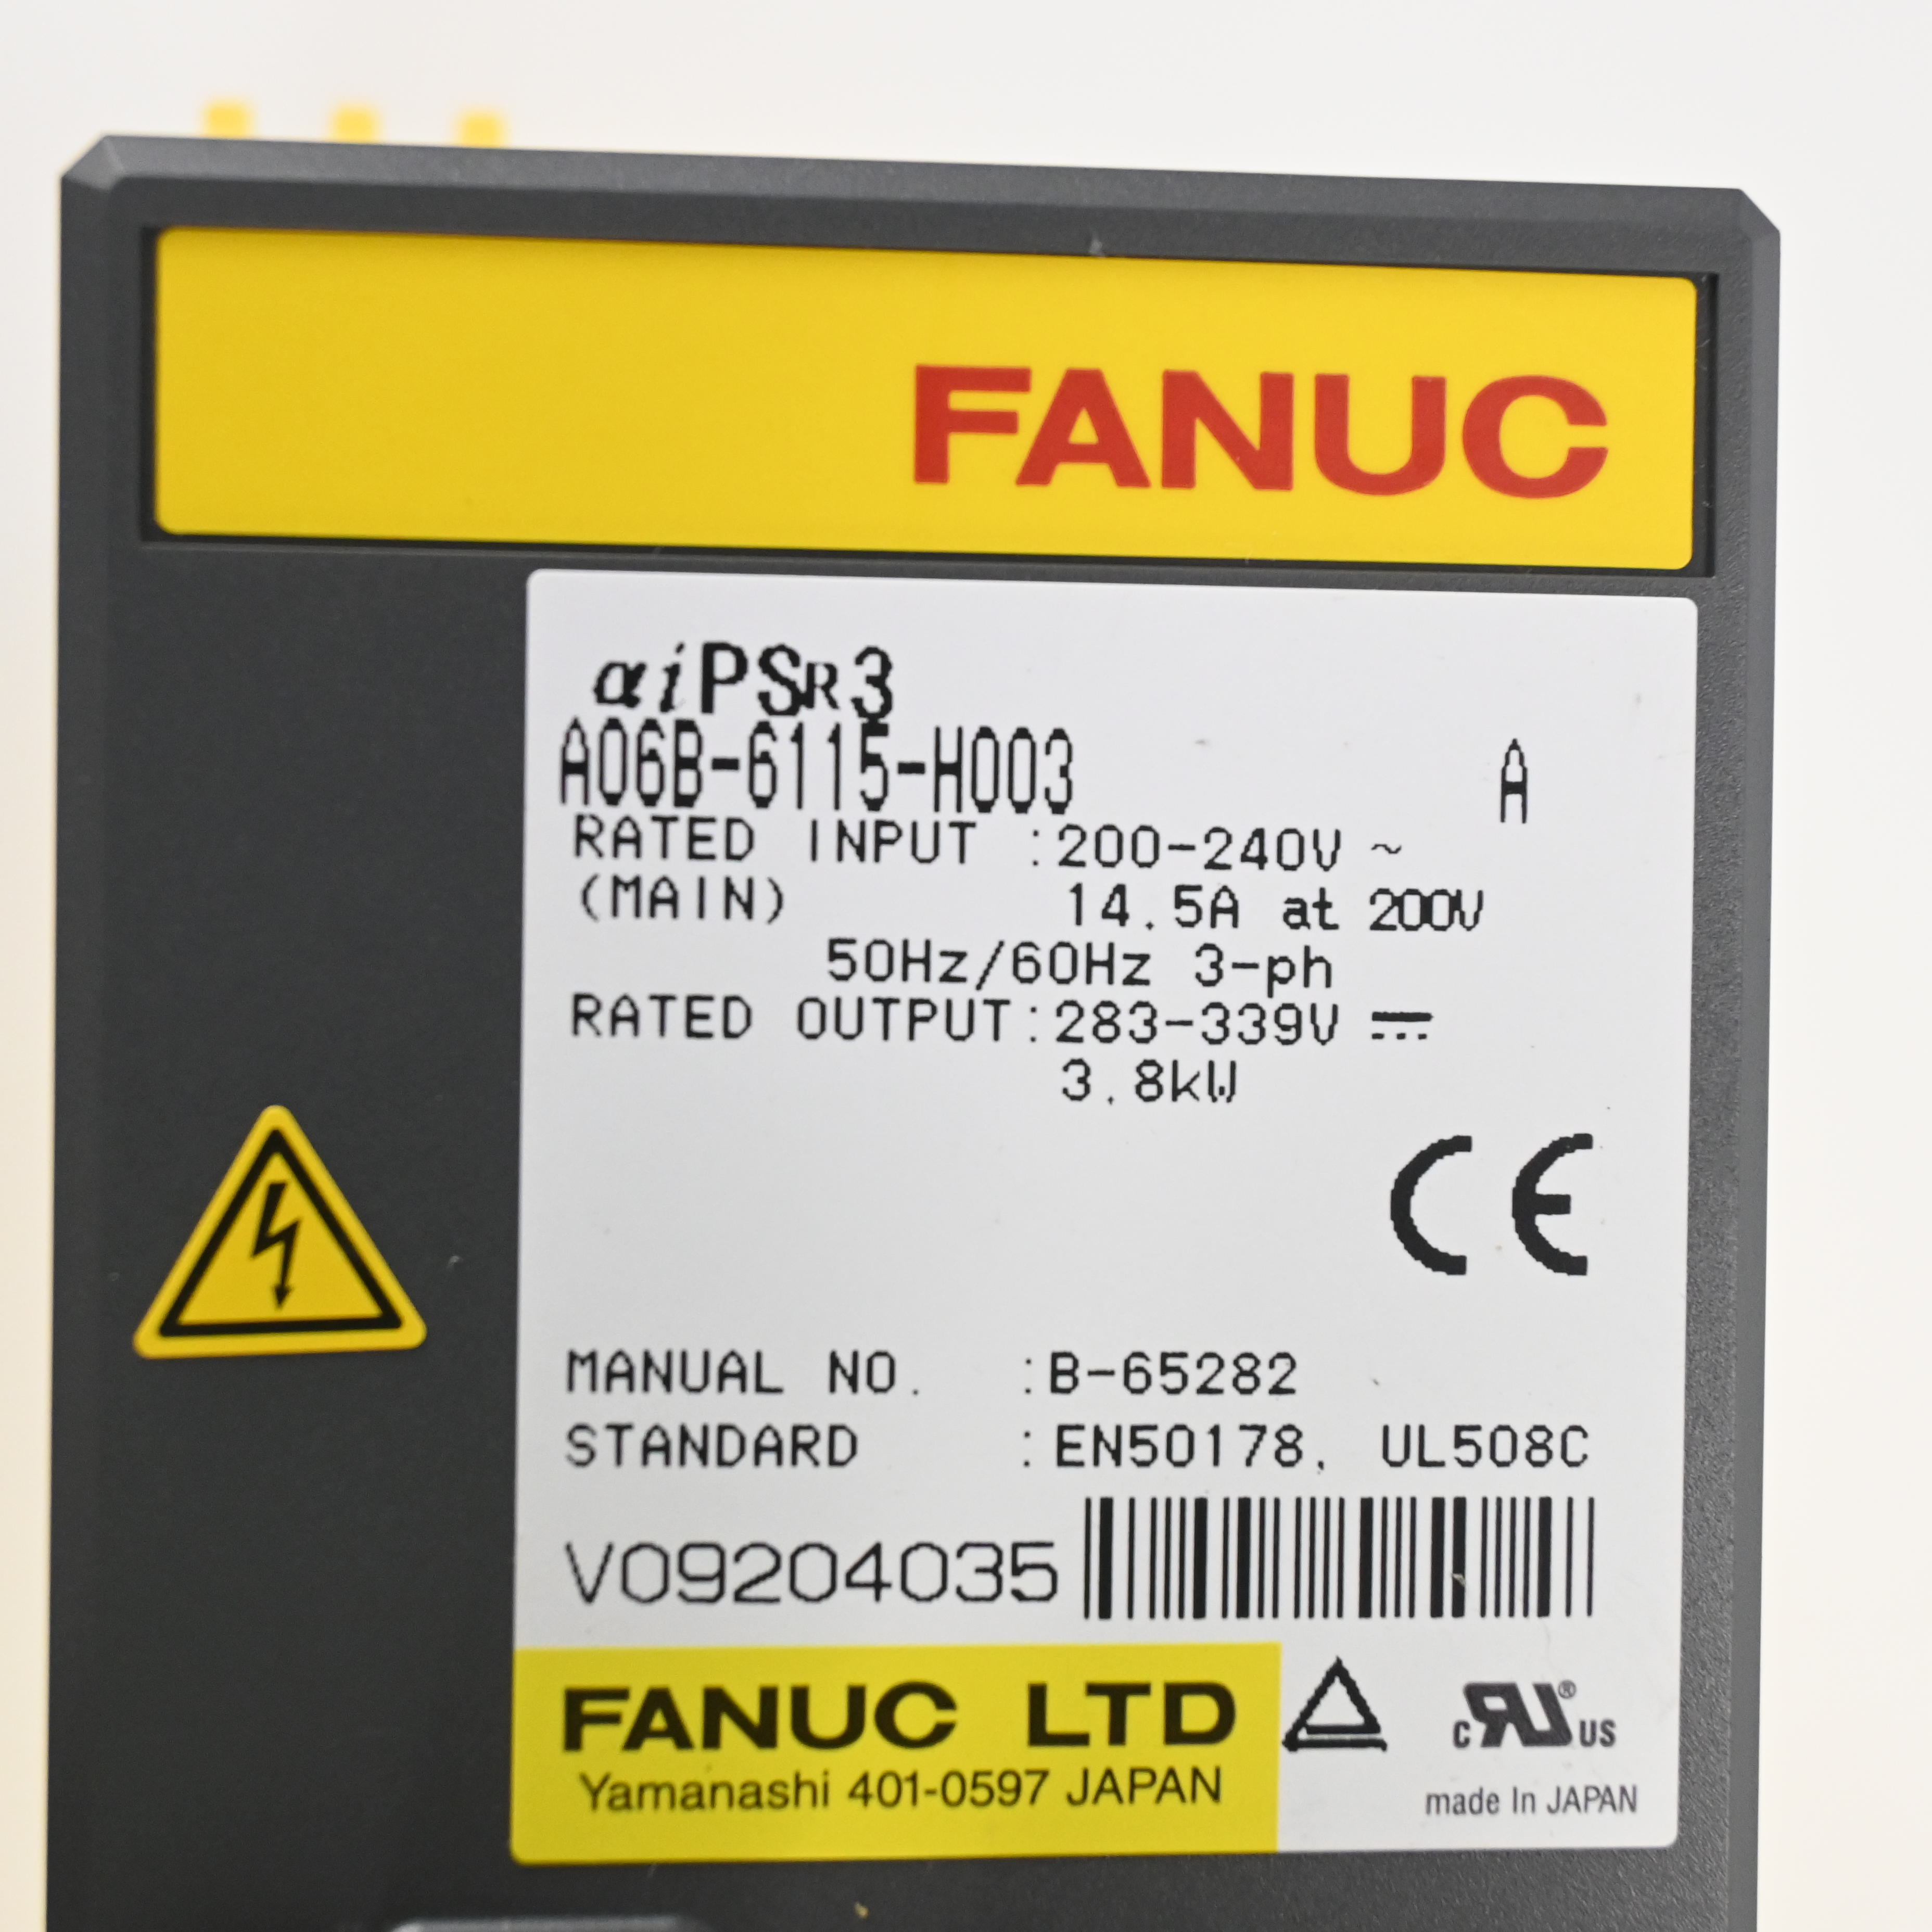 FANUC
αiPSR3
A06B-6115-H003 A
RATED INPUT :200-240V ~
(MAIN) 14.5A at 200V
50Hz/60Hz 3-ph
RATED OUTPUT:283-339V ⎓
3.8kW
CE
MANUAL NO. :B-65282
STANDARD :EN50178, UL508C
V09204035
FANUC LTD
Yamanashi 401-0597 JAPAN
c RU® US
made In JAPAN